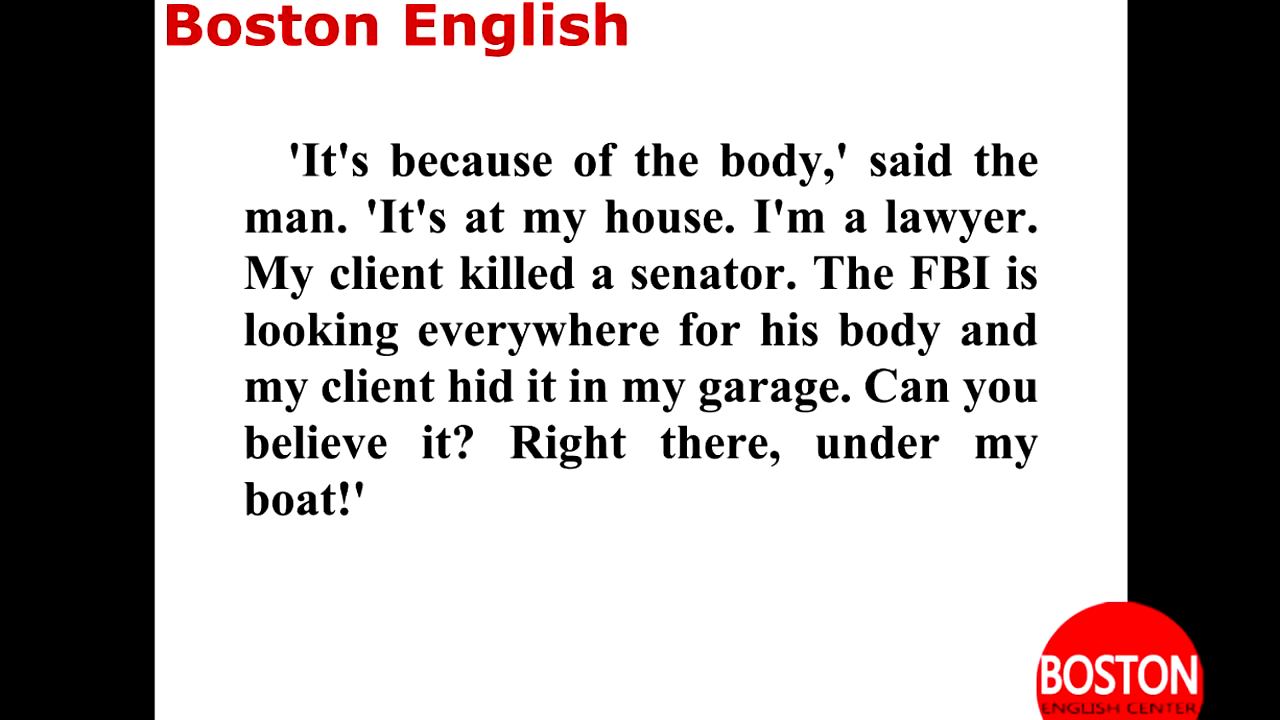 Boston English
'It's because of the body,' said the
man. 'It's at my house. I'm a lawyer.
My client killed a senator. The FBI is
looking everywhere for his body and
my client hid it in my garage. Can you
believe it? Right there, under my
boat!'
BOSTON
ENGLISH CENTER